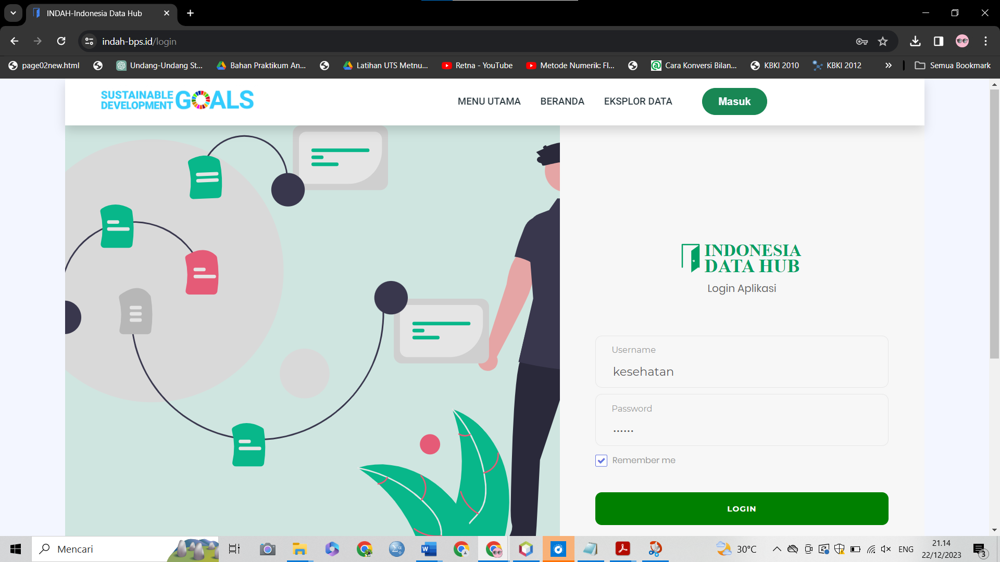 INDAH-Indonesia Data Hub
indah-bps.id/login
page02new.html
Undang-Undang St...
Bahan Praktikum An...
Latihan UTS Metnu...
Retna - YouTube
Metode Numerik: Fl...
Cara Konversi Bilan...
KBKI 2010
KBKI 2012
Semua Bookmark
SUSTAINABLE
DEVELOPMENT GOALS
MENU UTAMA
BERANDA
EKSPLOR DATA
Masuk
INDONESIA
DATA HUB
Login Aplikasi
Username
kesehatan
Password
......
Remember me
LOGIN
Mencari
30°C
ENG
21.14
22/12/2023
3